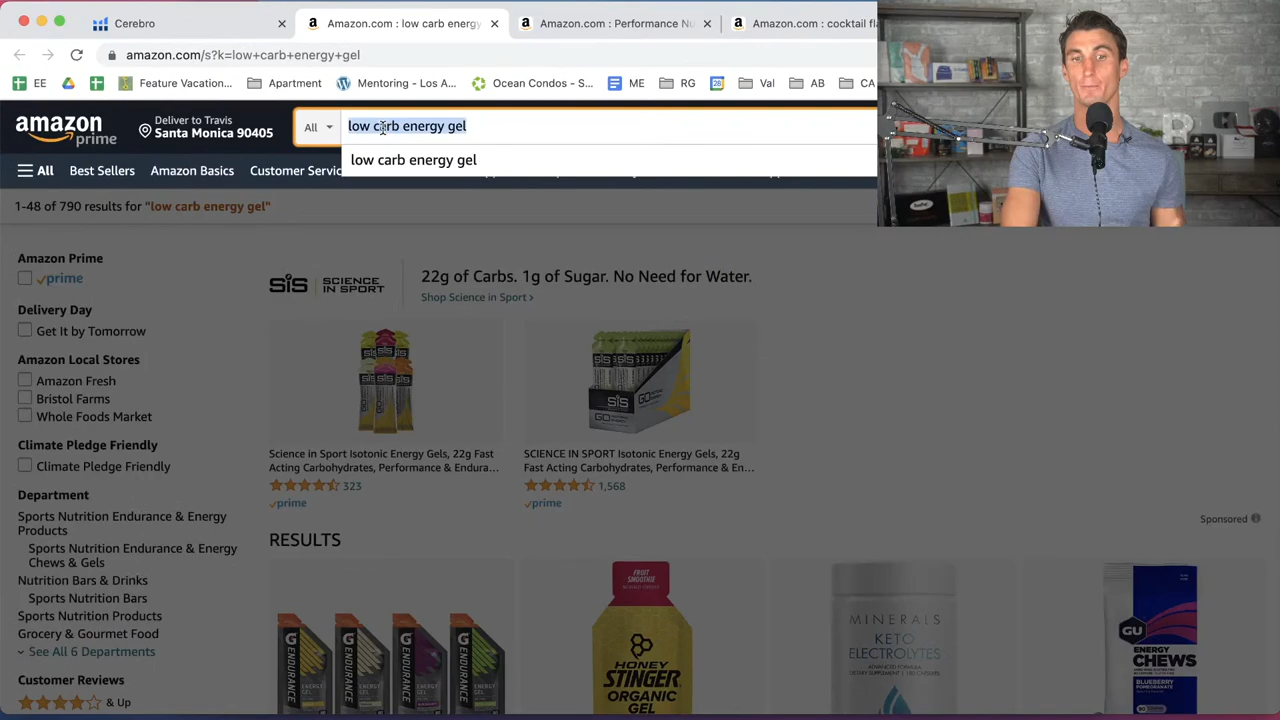 Cerebro
Amazon.com : low carb energy
Amazon.com : Performance Nu
Amazon.com : cocktail fla
amazon.com/s?k=low+carb+energy+gel
EE
Feature Vacation...
Apartment
Mentoring - Los A...
Ocean Condos - S...
ME
RG
28
Val
AB
CA
amazon
prime
Deliver to Travis
Santa Monica 90405
All
low carb energy gel
low carb energy gel
All
Best Sellers
Amazon Basics
Customer Servic
1-48 of 790 results for "low carb energy gel"
Amazon Prime
prime
Delivery Day
Get It by Tomorrow
Amazon Local Stores
Amazon Fresh
Bristol Farms
Whole Foods Market
Climate Pledge Friendly
Climate Pledge Friendly
Department
Sports Nutrition Endurance & Energy
Products
Sports Nutrition Endurance & Energy
Chews & Gels
Nutrition Bars & Drinks
Sports Nutrition Bars
Sports Nutrition Products
Grocery & Gourmet Food
See All 6 Departments
Customer Reviews
& Up
SIS
SCIENCE
IN SPORT
22g of Carbs. 1g of Sugar. No Need for Water.
Shop Science in Sport >
Science in Sport Isotonic Energy Gels, 22g Fast
Acting Carbohydrates, Performance & Endura...
323
prime
SCIENCE IN SPORT Isotonic Energy Gels, 22g
Fast Acting Carbohydrates, Performance & En...
1,568
prime
Sponsored
RESULTS
ENDURANCE
ENDURANCE
ENDURANCE
ENDURANCE
FRUIT
SMOOTHIE
HONEY
STINGER
ORGANIC
GEL
MINERALS
KETO
ELECTROLYTES
ADVANCED FORMULA
GU
ENERGY
CHEWS
BLUEBERRY
POMEGRANATE